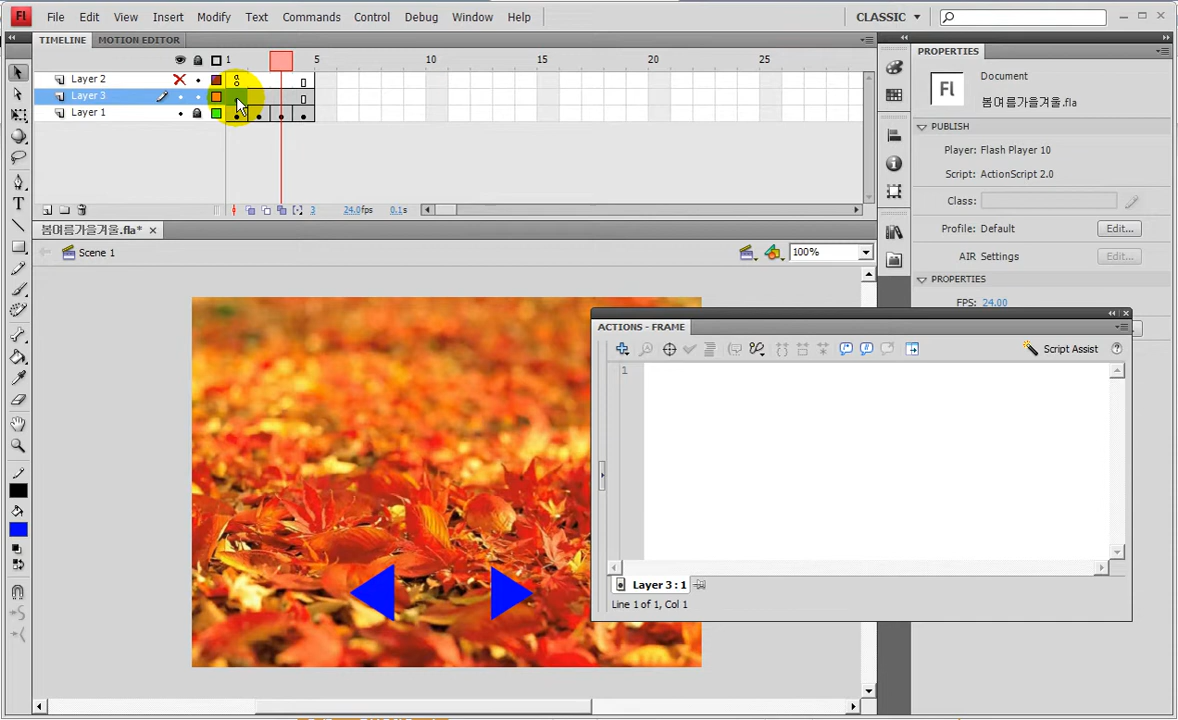 Fl File Edit View Insert Modify Text Commands Control Debug Window Help CLASSIC
TIMELINE MOTION EDITOR
1 5 10 15 20 25
Layer 2
Layer 3
Layer 1
3 24.0fps 0.1s
봄여름가을겨울.fla* ×
Scene 1 100%
PROPERTIES
Fl Document
봄여름가을겨울.fla
PUBLISH
Player: Flash Player 10
Script: ActionScript 2.0
Class:
Profile: Default Edit...
AIR Settings Edit...
PROPERTIES
FPS: 24.00
ACTIONS - FRAME
Script Assist
1
Layer 3 : 1
Line 1 of 1, Col 1
T